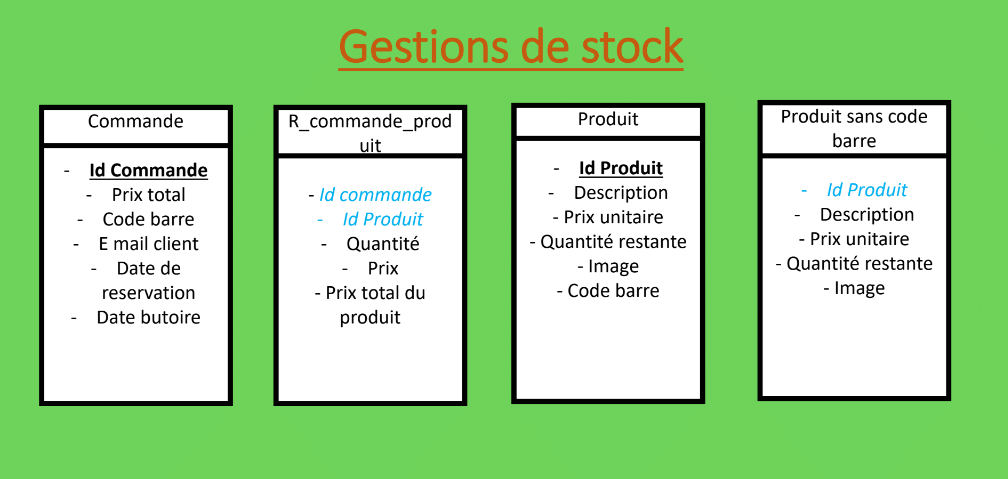 Gestions de stock
Commande
- Id Commande
- Prix total
- Code barre
- E mail client
- Date de
reservation
- Date butoire
R_commande_prod
uit
- Id commande
- Id Produit
- Quantité
- Prix
- Prix total du
produit
Produit
- Id Produit
- Description
- Prix unitaire
- Quantité restante
- Image
- Code barre
Produit sans code
barre
- Id Produit
- Description
- Prix unitaire
- Quantité restante
- Image